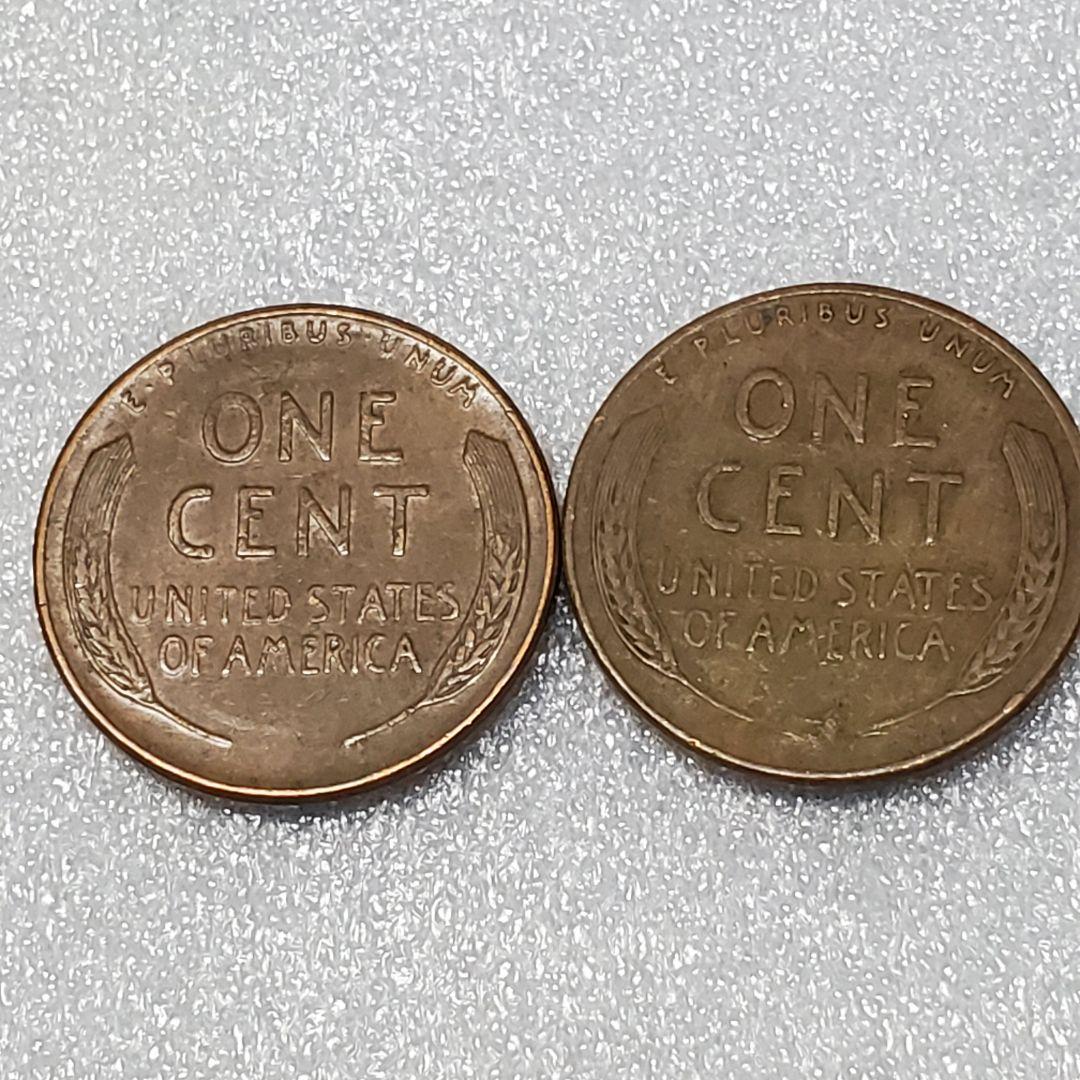 E · PLURIBUS · UNUM
ONE
CENT
UNITED STATES
OF AMERICA
E PLURIBUS UNUM
ONE
CENT
UNITED STATES
OF AMERICA